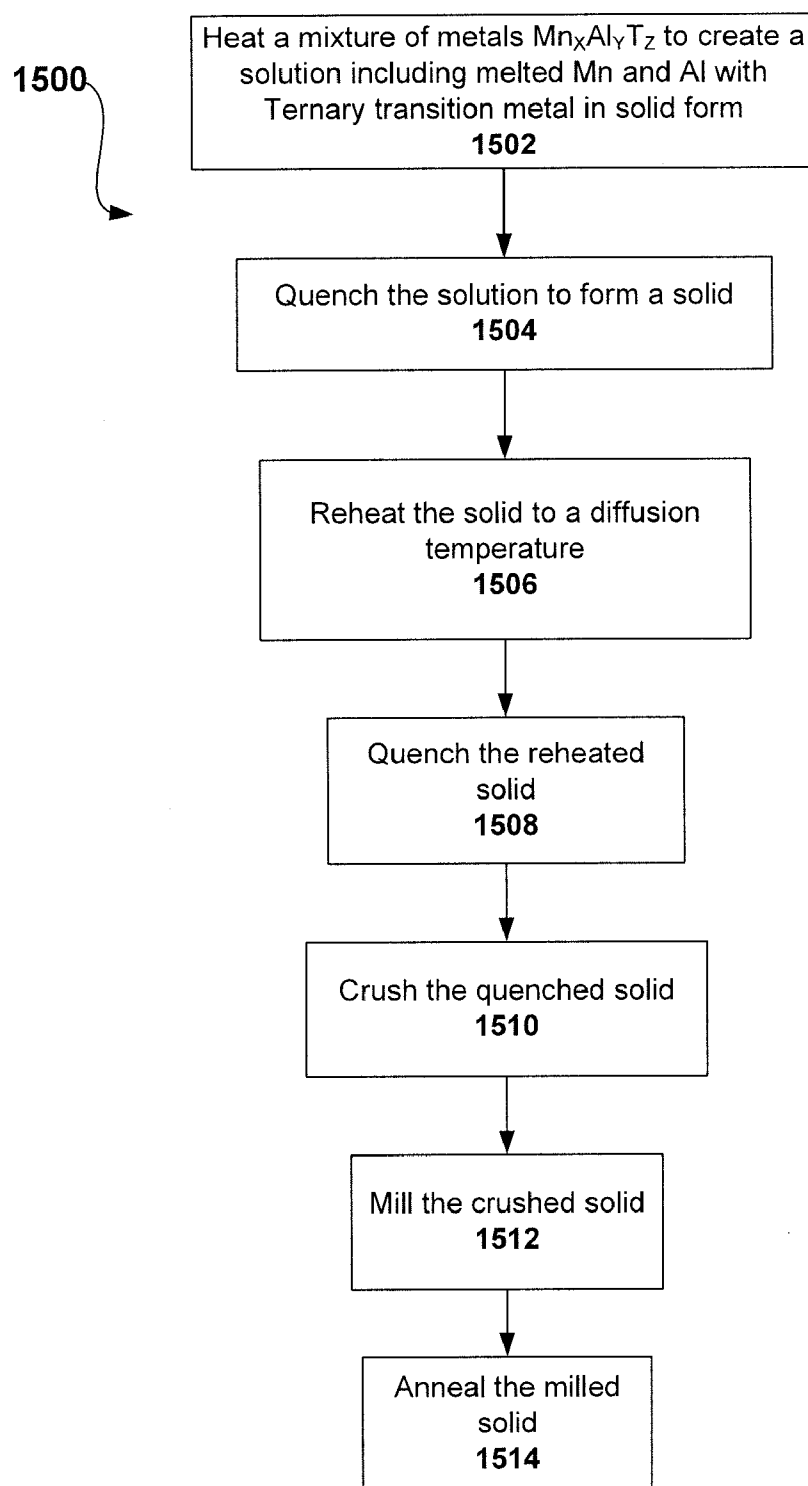 1500
Heat a mixture of metals MnXAlYTZ to create a
solution including melted Mn and Al with
Ternary transition metal in solid form
1502
Quench the solution to form a solid
1504
Reheat the solid to a diffusion
temperature
1506
Quench the reheated
solid
1508
Crush the quenched solid
1510
Mill the crushed solid
1512
Anneal the milled
solid
1514